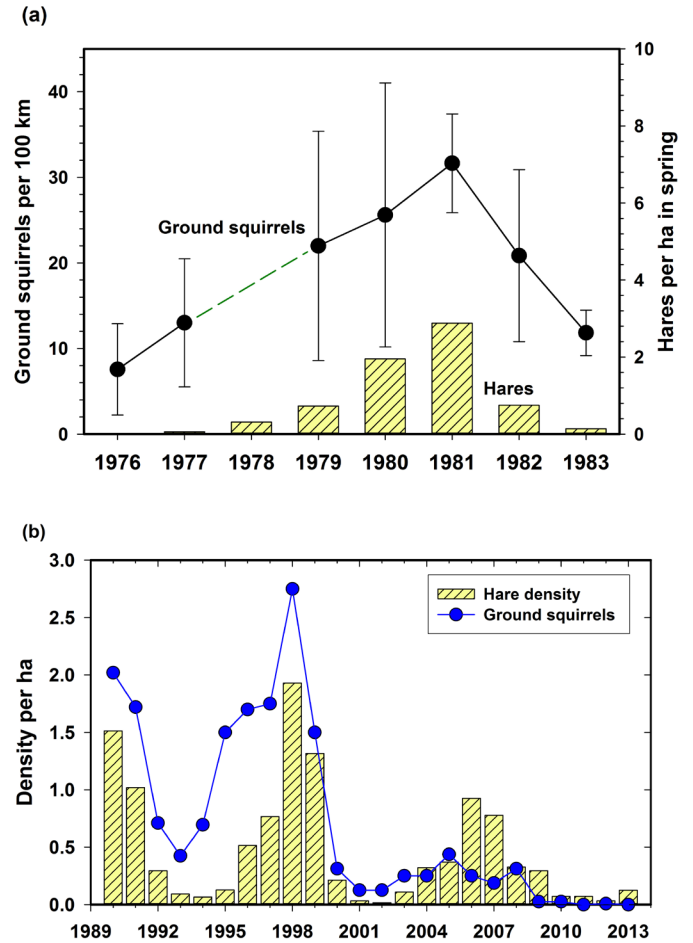 (a)
Ground squirrels per 100 km
Hares per ha in spring
40
30
20
10
0
10
8
6
4
2
0
Ground squirrels
Hares
1976 1977 1978 1979 1980 1981 1982 1983
(b)
Density per ha
3.0
2.5
2.0
1.5
1.0
0.5
0.0
Hare density
Ground squirrels
1989 1992 1995 1998 2001 2004 2007 2010 2013